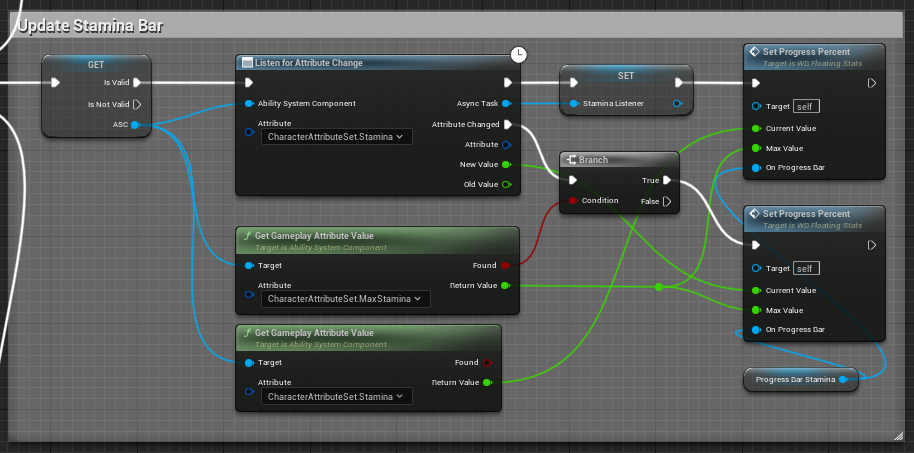 Update Stamina Bar
GET
Is Valid
Is Not Valid
ASC
Listen for Attribute Change
Ability System Component
Async Task
Attribute
CharacterAttributeSet.Stamina
Attribute Changed
Attribute
New Value
Old Value
SET
Stamina Listener
Branch
True
Condition
False
Set Progress Percent
Target is WD Floating Stats
Target self
Current Value
Max Value
On Progress Bar
Get Gameplay Attribute Value
Target is Ability System Component
Target
Found
Attribute
CharacterAttributeSet.MaxStamina
Return Value
Set Progress Percent
Target is WD Floating Stats
Target self
Current Value
Max Value
On Progress Bar
Get Gameplay Attribute Value
Target is Ability System Component
Target
Found
Attribute
CharacterAttributeSet.Stamina
Return Value
Progress Bar Stamina